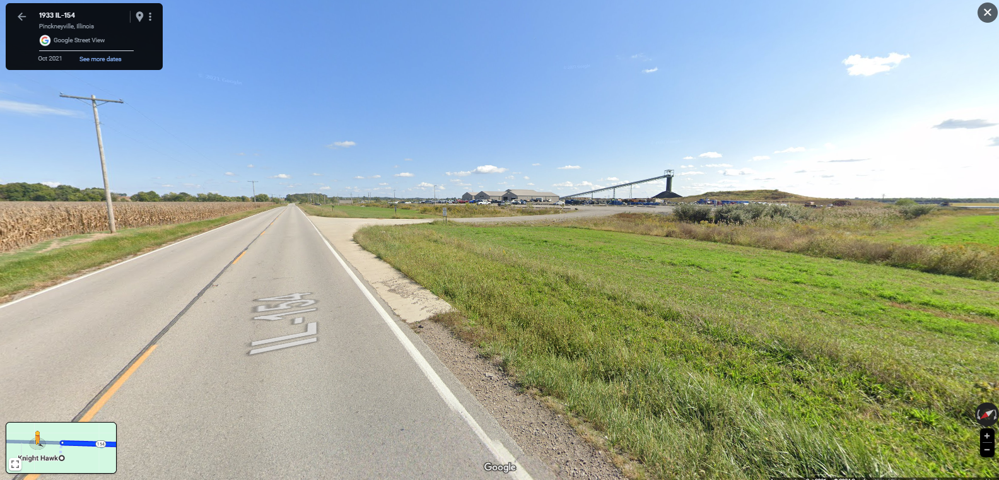 1933 IL-154
Pinckneyville, Illinois
Google Street View
Oct 2021
See more dates
IL-154
154
Knight Hawk
Google